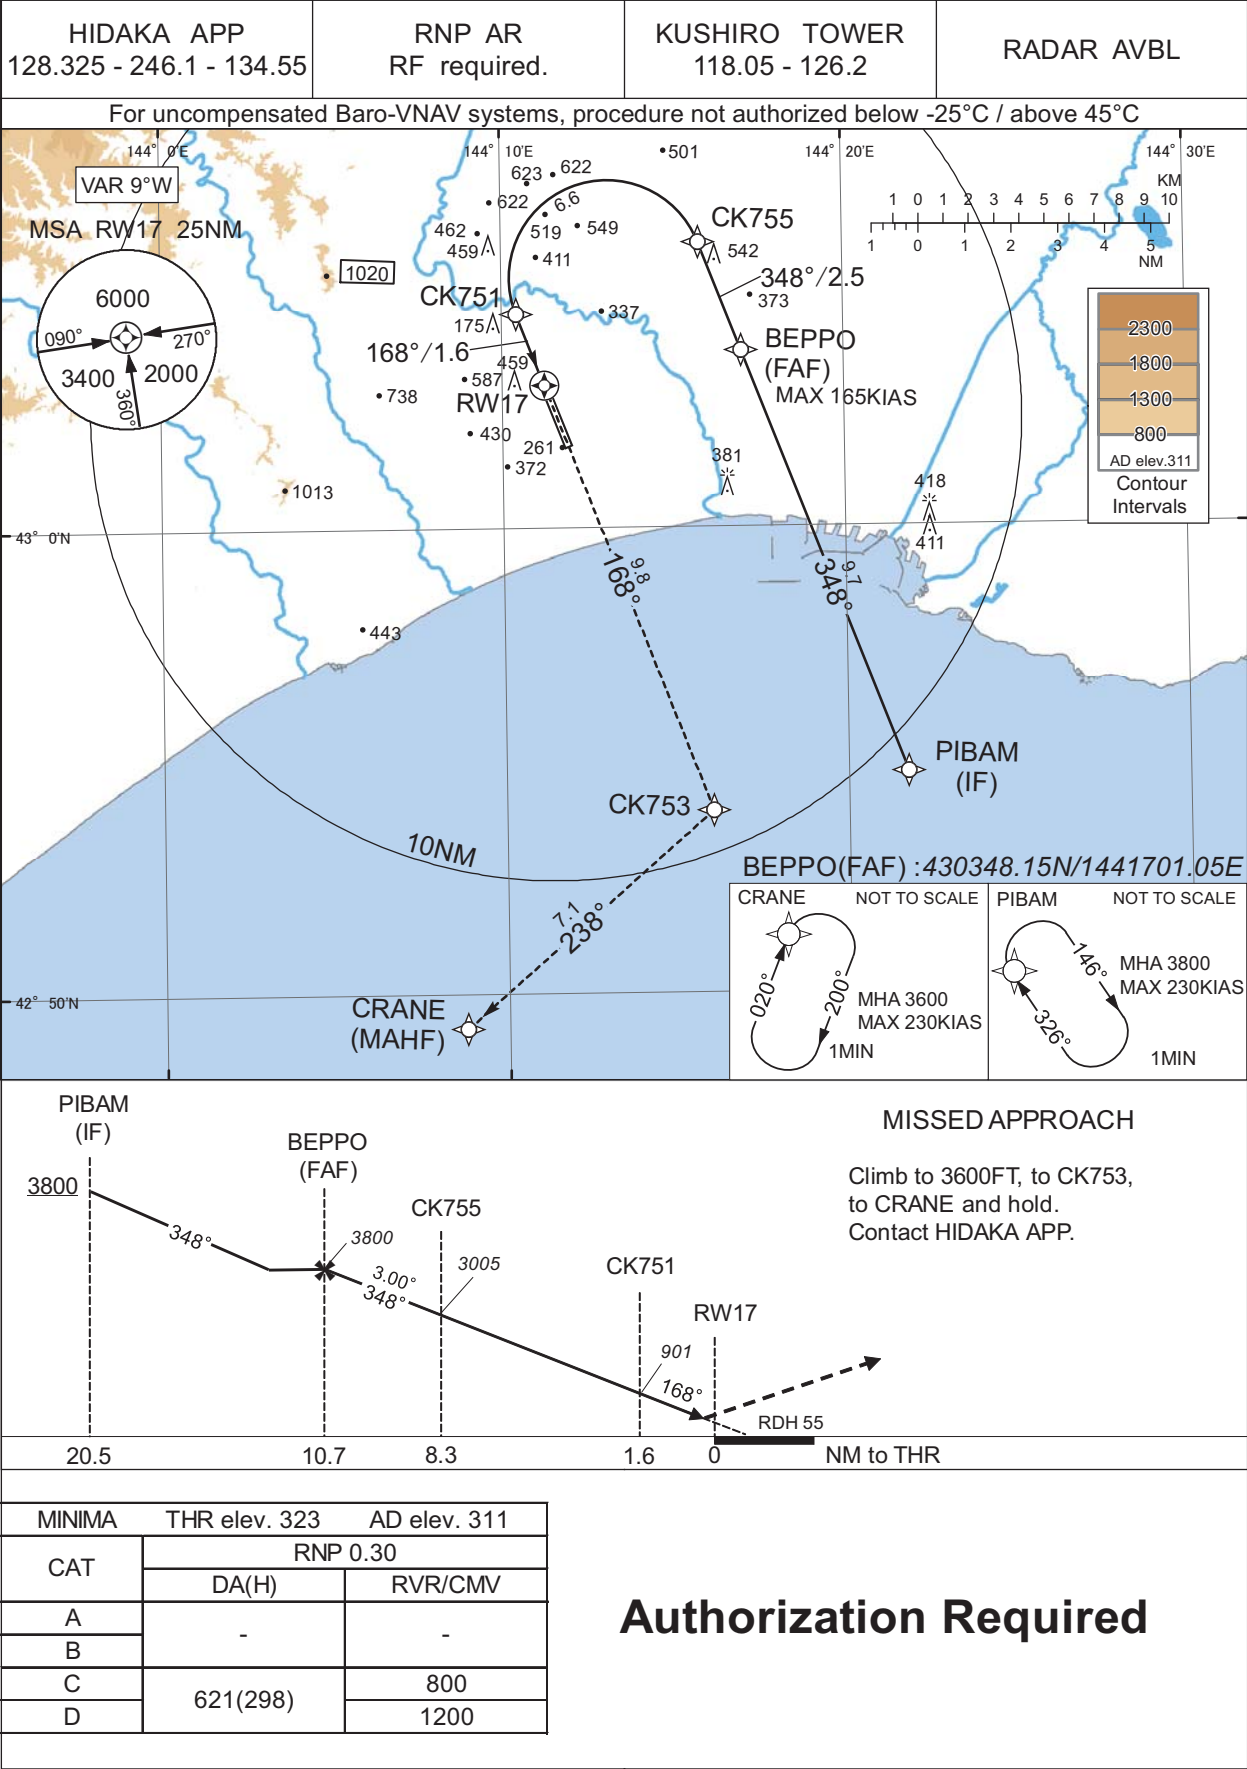 HIDAKA APP
128.325 - 246.1 - 134.55
RNP AR
RF required.
KUSHIRO TOWER
118.05 - 126.2
RADAR AVBL
For uncompensated Baro-VNAV systems, procedure not authorized below -25°C / above 45°C
144° 0'E
144° 10'E
144° 20'E
144° 30'E
VAR 9°W
MSA RW17 25NM
6000
090°
270°
3400
2000
360°
1020
501
623
622
622
6.6
519
549
462
459
411
CK755
542
348°/2.5
373
1 0 1 2 3 4 5 6 7 8 9 10
KM
1 0 1 2 3 4 5
NM
CK751
175
337
168°/1.6
459
587
RW17
738
430
261
372
BEPPO
(FAF)
MAX 165KIAS
2300
1800
1300
800
AD elev.311
Contour
Intervals
381
418
411
1013
43° 0'N
9.8
168°
9.7
348°
443
PIBAM
(IF)
CK753
10NM
BEPPO(FAF) :430348.15N/1441701.05E
7.1
238°
CRANE
NOT TO SCALE
020°
200°
MHA 3600
MAX 230KIAS
1MIN
PIBAM
NOT TO SCALE
146°
326°
MHA 3800
MAX 230KIAS
1MIN
42° 50'N
CRANE
(MAHF)
PIBAM
(IF)
3800
348°
BEPPO
(FAF)
3800
3.00°
348°
CK755
3005
CK751
901
168°
RW17
RDH 55
20.5
10.7
8.3
1.6
0
NM to THR
MISSED APPROACH
Climb to 3600FT, to CK753,
to CRANE and hold.
Contact HIDAKA APP.
MINIMA THR elev. 323 AD elev. 311
CAT
RNP 0.30
DA(H)
RVR/CMV
A
B
-
-
C
D
621(298)
800
1200
Authorization Required